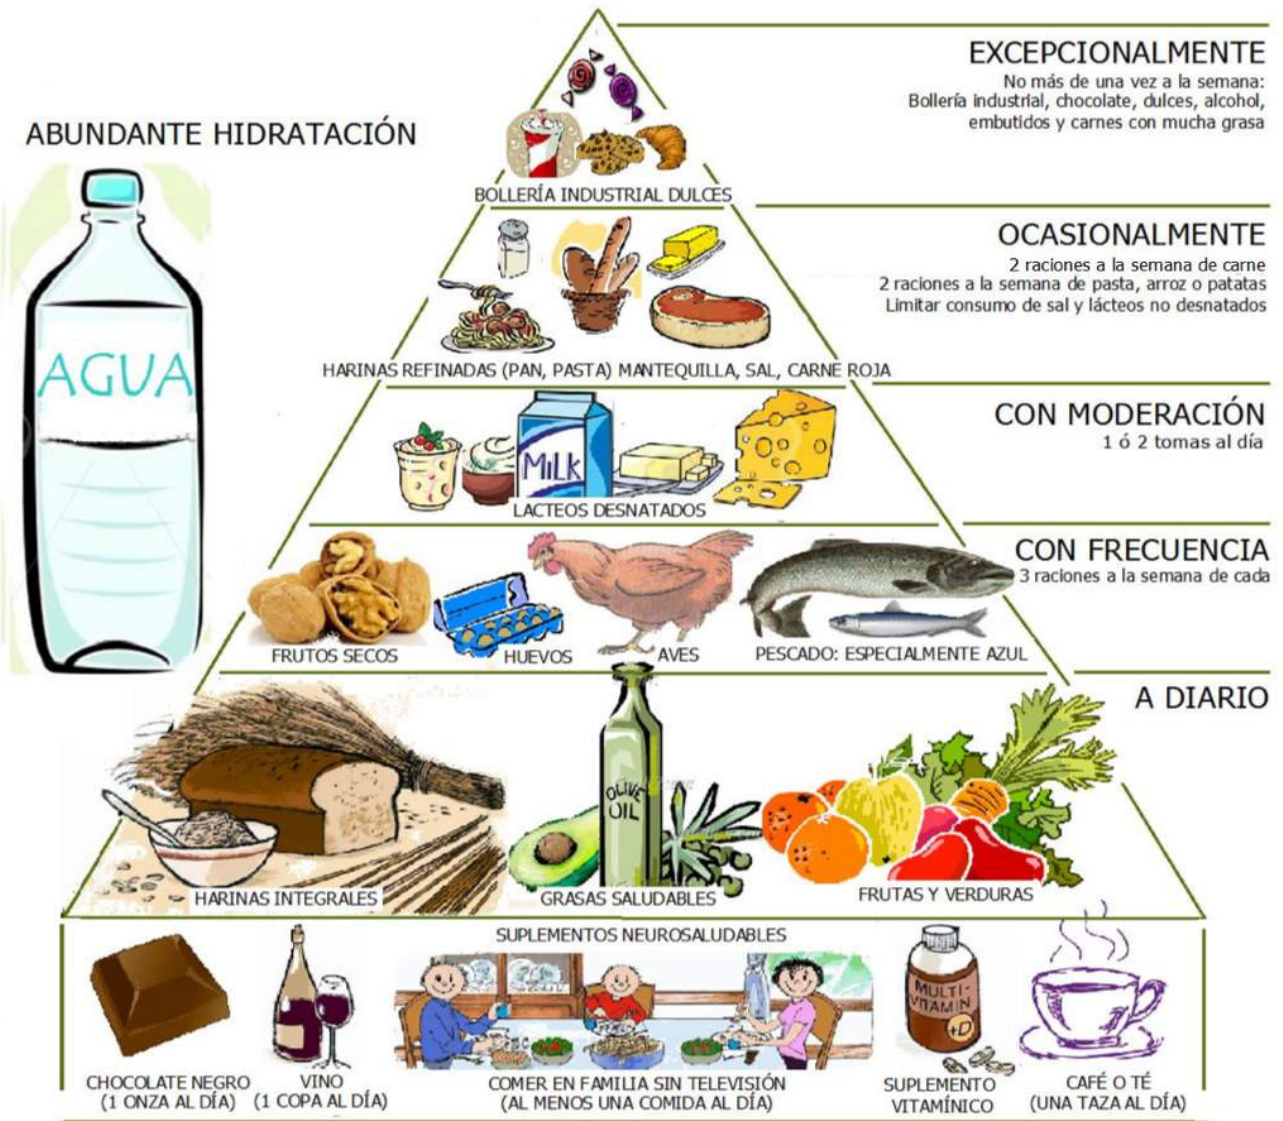 EXCEPCIONALMENTE
No más de una vez a la semana:
Bollería industrial, chocolate, dulces, alcohol,
embutidos y carnes con mucha grasa
ABUNDANTE HIDRATACIÓN
AGUA
BOLLERÍA INDUSTRIAL DULCES
OCASIONALMENTE
2 raciones a la semana de carne
2 raciones a la semana de pasta, arroz o patatas
Limitar consumo de sal y lácteos no desnatados
HARINAS REFINADAS (PAN, PASTA) MANTEQUILLA, SAL, CARNE ROJA
CON MODERACIÓN
1 ó 2 tomas al día
MILK
LACTEOS DESNATADOS
CON FRECUENCIA
3 raciones a la semana de cada
FRUTOS SECOS
HUEVOS
AVES
PESCADO: ESPECIALMENTE AZUL
A DIARIO
OLIVE
OIL
HARINAS INTEGRALES
GRASAS SALUDABLES
FRUTAS Y VERDURAS
SUPLEMENTOS NEUROSALUDABLES
MULTI-
VITAMIN
+D
CHOCOLATE NEGRO
(1 ONZA AL DÍA)
VINO
(1 COPA AL DÍA)
COMER EN FAMILIA SIN TELEVISIÓN
(AL MENOS UNA COMIDA AL DÍA)
SUPLEMENTO
VITAMÍNICO
CAFÉ O TÉ
(UNA TAZA AL DÍA)